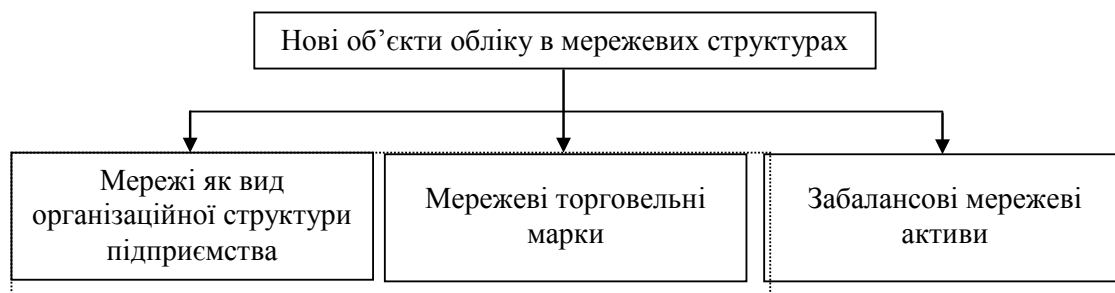 Нові об’єкти обліку в мережевих структурах
Мережі як вид
організаційної структури
підприємства
Мережеві торговельні
марки
Забалансові мережеві
активи